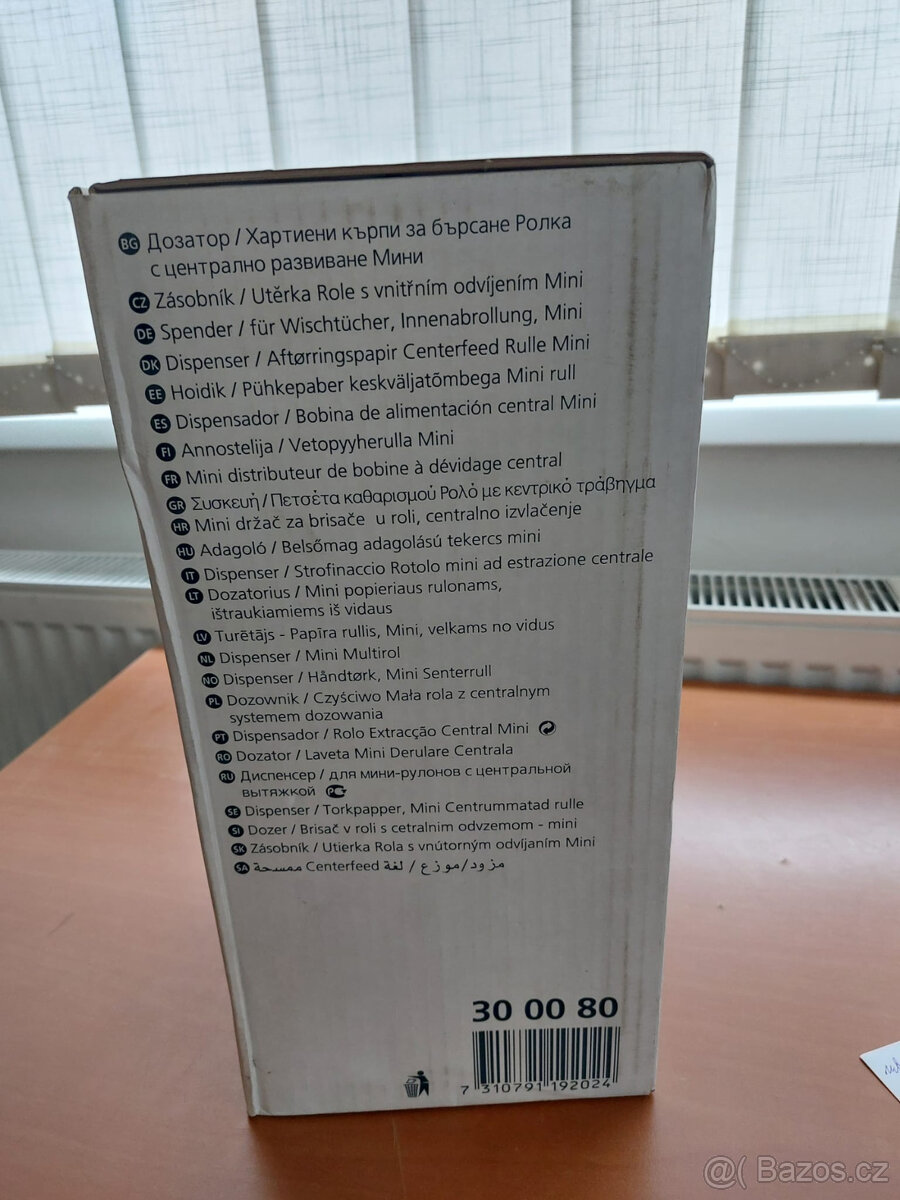 BG Дозатор / Хартиени кърпи за бърсане Ролка
с централно развиване Мини
CZ Zásobník / Utěrka Role s vnitřním odvíjením Mini
DE Spender / für Wischtücher, Innenabrollung, Mini
DK Dispenser / Aftørringspapir Centerfeed Rulle Mini
EE Hoidik / Pühkepaber keskväljatõmbega Mini rull
ES Dispensador / Bobina de alimentación central Mini
FI Annostelija / Vetopyyherulla Mini
FR Mini distributeur de bobine à dévidage central
GR Συσκευή / Πετσέτα καθαρισμού Ρολό με κεντρικό τράβηγμα
HR Mini držač za brisače u roli, centralno izvlačenje
HU Adagoló / Belsőmag adagolású tekercs mini
IT Dispenser / Strofinaccio Rotolo mini ad estrazione centrale
LT Dozatorius / Mini popieriaus rulonams,
ištraukiamiems iš vidaus
LV Turētājs - Papīra rullis, Mini, velkams no vidus
NL Dispenser / Mini Multirol
NO Dispenser / Håndtørk, Mini Senterrull
PL Dozownik / Czyściwo Mała rola z centralnym
systemem dozowania
PT Dispensador / Rolo Extracção Central Mini
RO Dozator / Laveta Mini Derulare Centrala
RU Диспенсер / для мини-рулонов с центральной
вытяжкой
SE Dispenser / Torkpapper, Mini Centrummatad rulle
SI Dozer / Brisač v roli s cetralnim odvzemom - mini
SK Zásobník / Utierka Rola s vnútorným odvíjaním Mini
SA مزود/موزع / لفة Centerfeed ممسحة
30 00 80
7 310791 192024
@( Bazos.cz